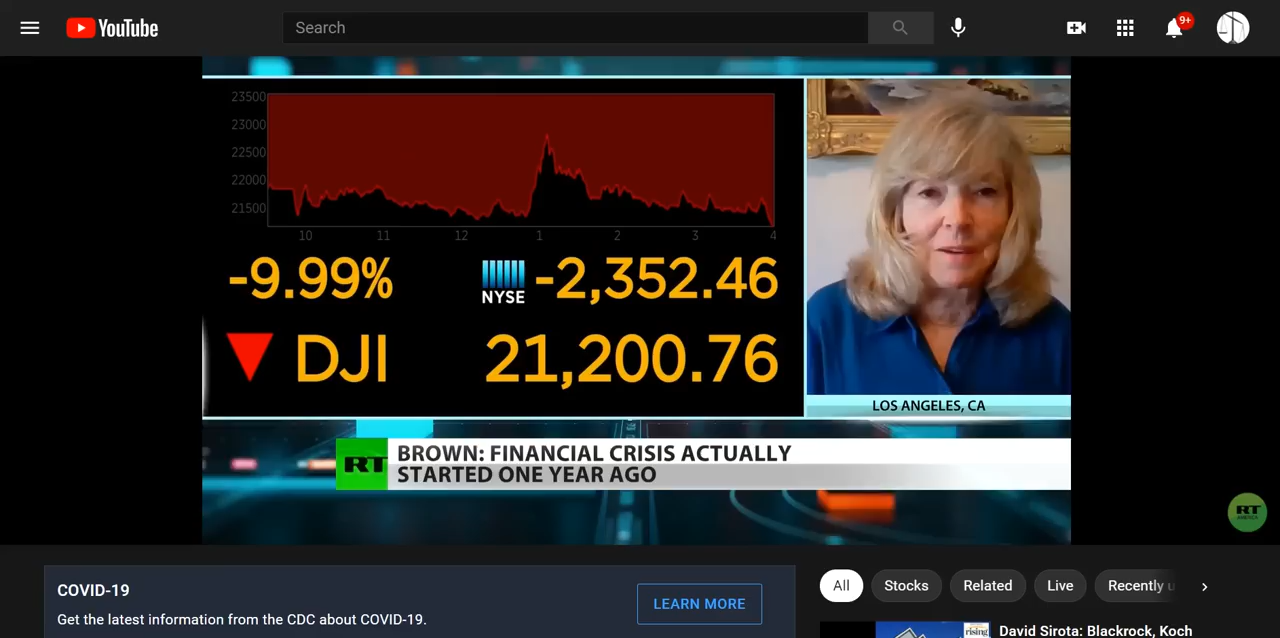 YouTube
Search
9+
23500
23000
22500
22000
21500
10 11 12 1 2 3 4
-9.99%
NYSE
-2,352.46
DJI
21,200.76
LOS ANGELES, CA
RT
BROWN: FINANCIAL CRISIS ACTUALLY
STARTED ONE YEAR AGO
RT
AMERICA
COVID-19
Get the latest information from the CDC about COVID-19.
LEARN MORE
All
Stocks
Related
Live
Recently u
rising
David Sirota: Blackrock, Koch